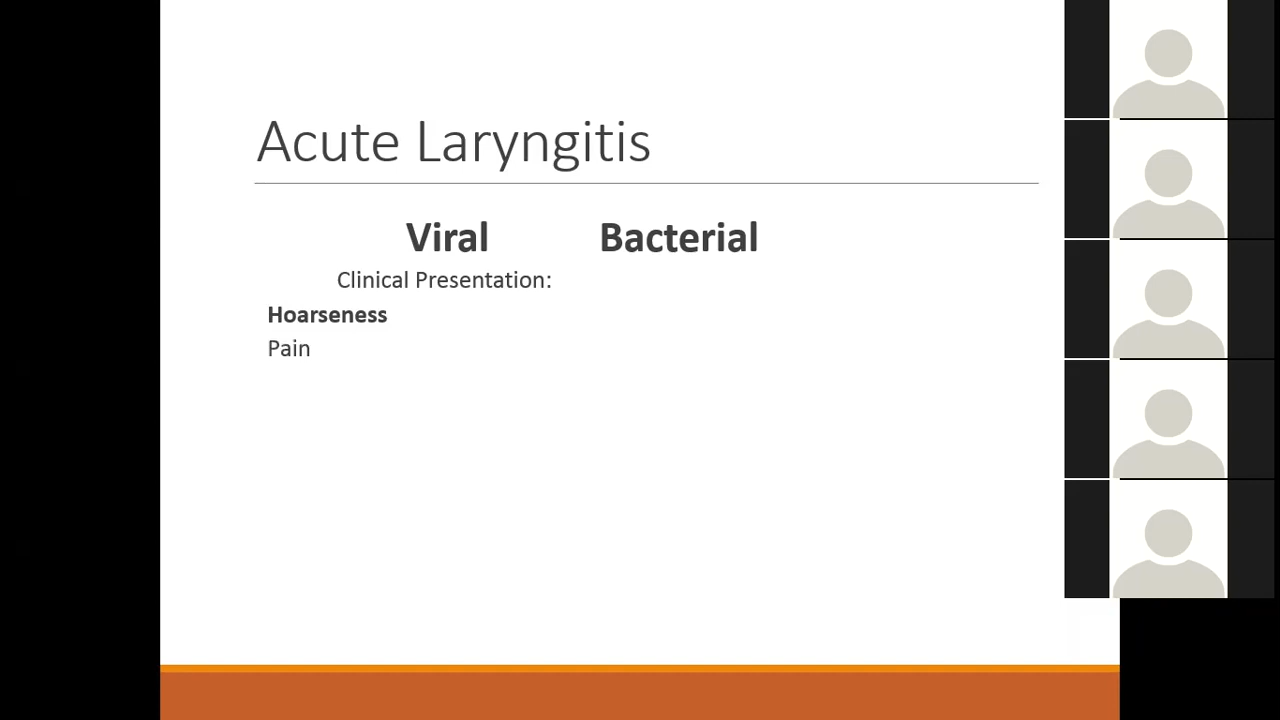 Acute Laryngitis
Viral Bacterial
Clinical Presentation:
Hoarseness
Pain